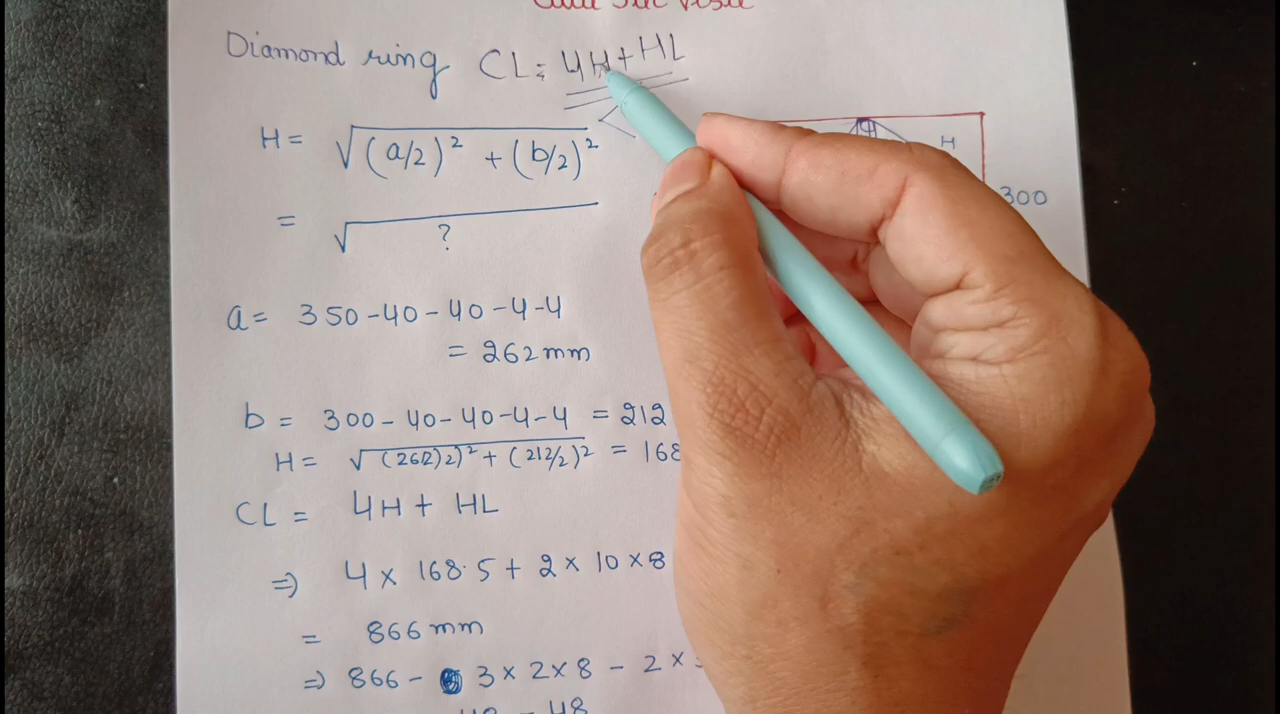 Diamond ring CL = 4H + HL
H = √(a/2)² + (b/2)²
H
300
= √ ?
a = 350 - 40 - 40 - 4 - 4
= 262 mm
b = 300 - 40 - 40 - 4 - 4 = 212
H = √(262)2)² + (212/2)² = 168
CL = 4H + HL
⇒ 4 × 168.5 + 2 × 10 × 8
= 866 mm
⇒ 866 - 3 × 2 × 8 - 2 ×
- 48